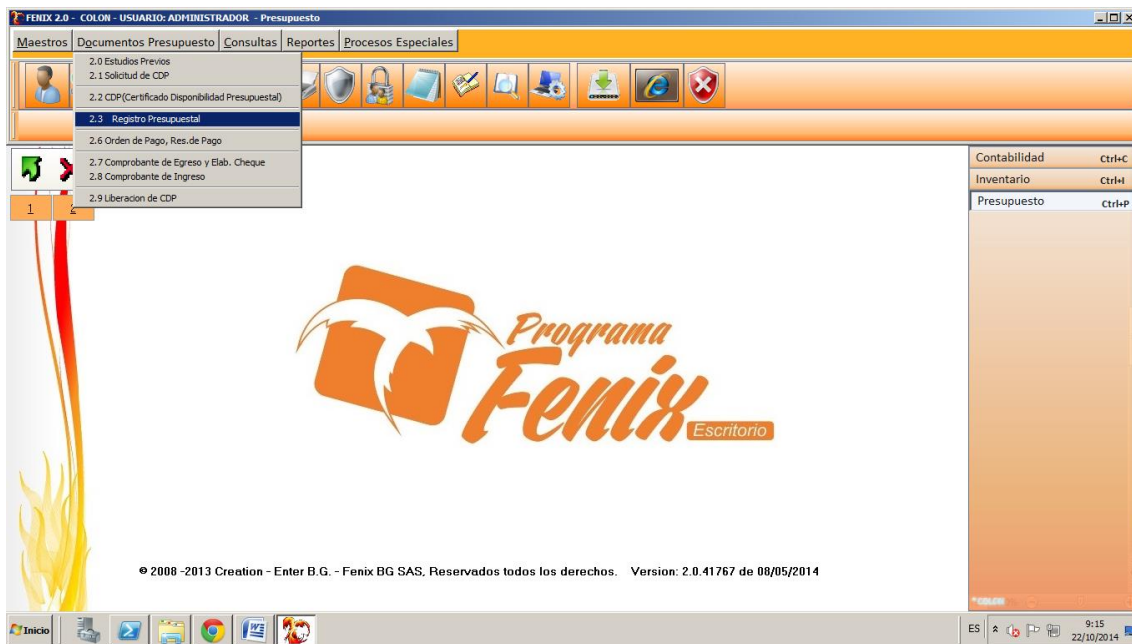 FENIX 2.0 - COLON - USUARIO: ADMINISTRADOR - Presupuesto
Maestros Documentos Presupuesto Consultas Reportes Procesos Especiales
2.0 Estudios Previos
2.1 Solicitud de CDP
2.2 CDP(Certificado Disponibilidad Presupuestal)
2.3 Registro Presupuestal
2.6 Orden de Pago, Res.de Pago
2.7 Comprobante de Egreso y Elab. Cheque
2.8 Comprobante de Ingreso
2.9 Liberacion de CDP
1 2
Contabilidad Ctrl+C
Inventario Ctrl+I
Presupuesto Ctrl+P
Programa
Fenix
Escritorio
© 2008 -2013 Creation - Enter B.G. - Fenix BG SAS, Reservados todos los derechos. Version: 2.0.41767 de 08/05/2014
*COLON
Inicio
ES
9:15
22/10/2014